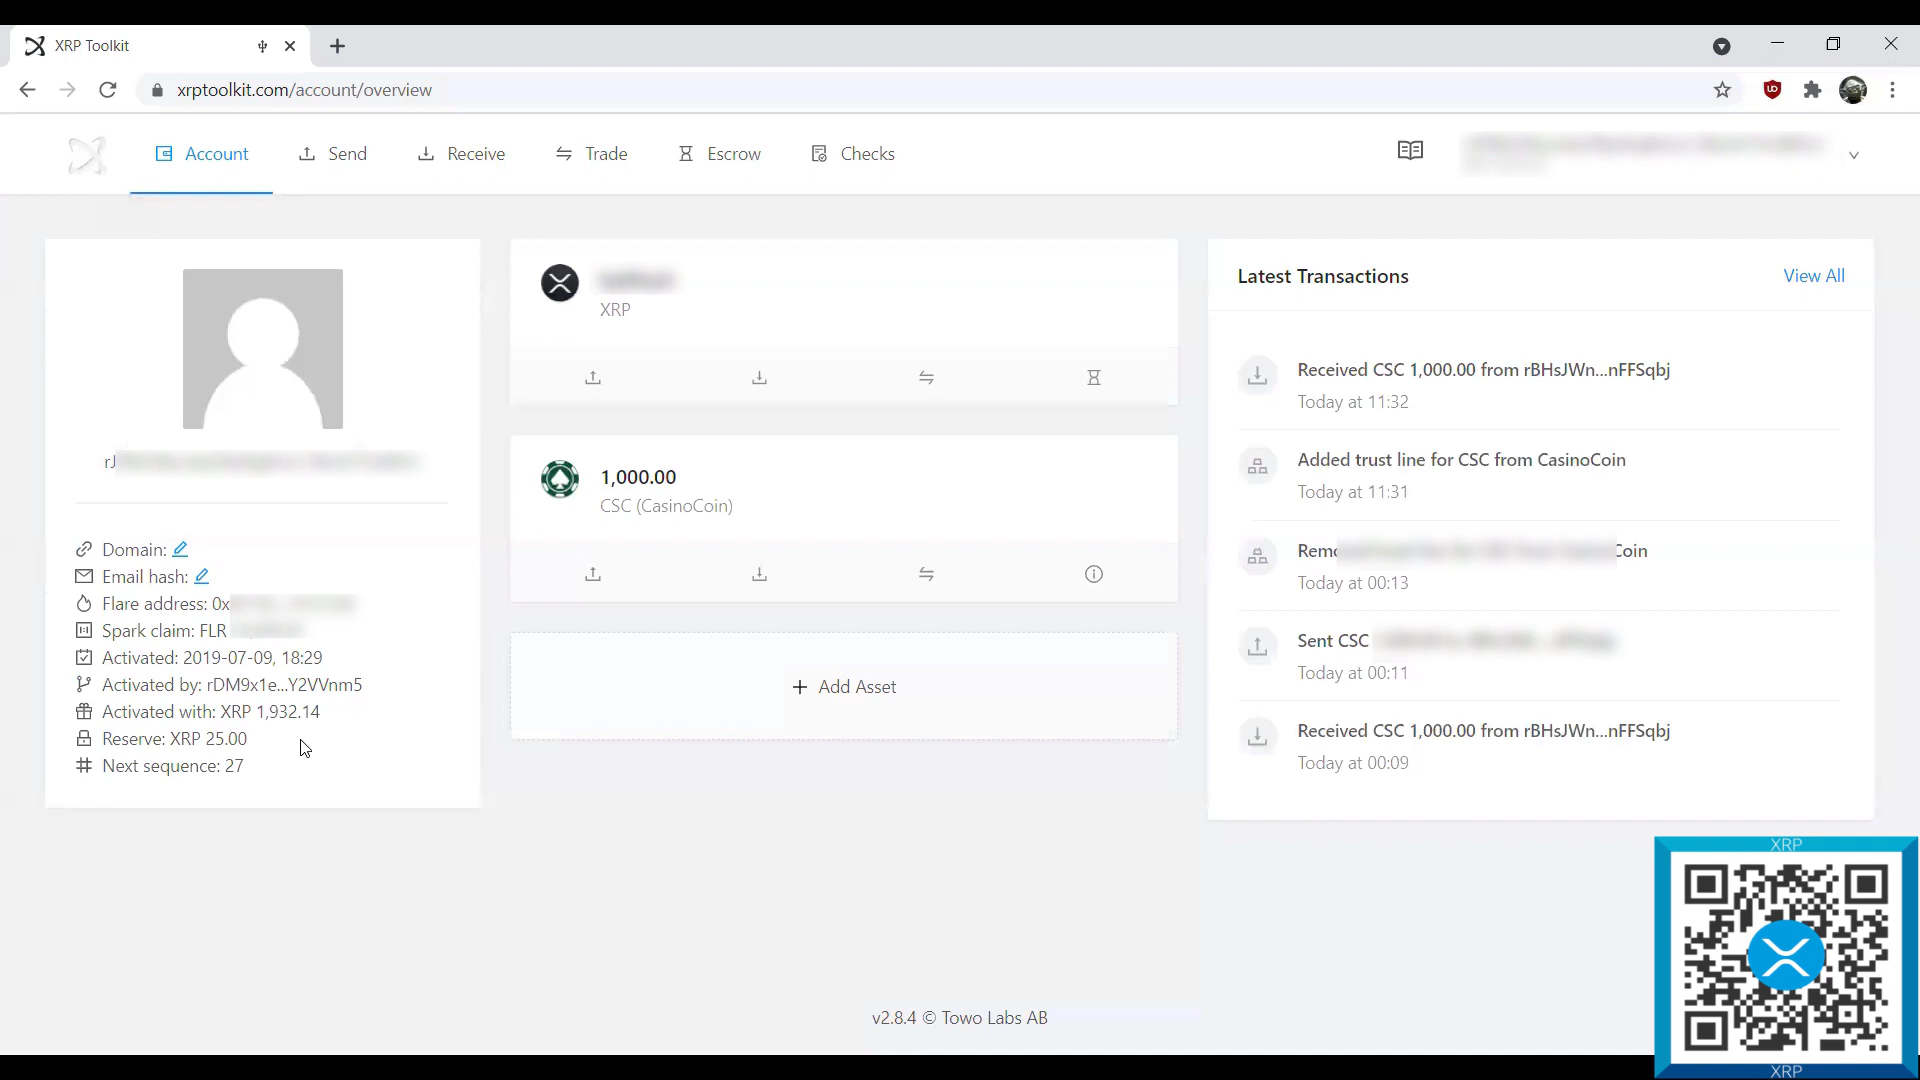 XRP Toolkit
xrptoolkit.com/account/overview
Account
Send
Receive
Trade
Escrow
Checks
rJ
Domain:
Email hash:
Flare address: 0x
Spark claim: FLR
Activated: 2019-07-09, 18:29
Activated by: rDM9x1e...Y2VVnm5
Activated with: XRP 1,932.14
Reserve: XRP 25.00
Next sequence: 27
XRP
1,000.00
CSC (CasinoCoin)
+ Add Asset
Latest Transactions
View All
Received CSC 1,000.00 from rBHsJWn...nFFSqbj
Today at 11:32
Added trust line for CSC from CasinoCoin
Today at 11:31
Today at 00:13
Sent CSC
Today at 00:11
Received CSC 1,000.00 from rBHsJWn...nFFSqbj
Today at 00:09
v2.8.4 © Towo Labs AB
XRP
XRP